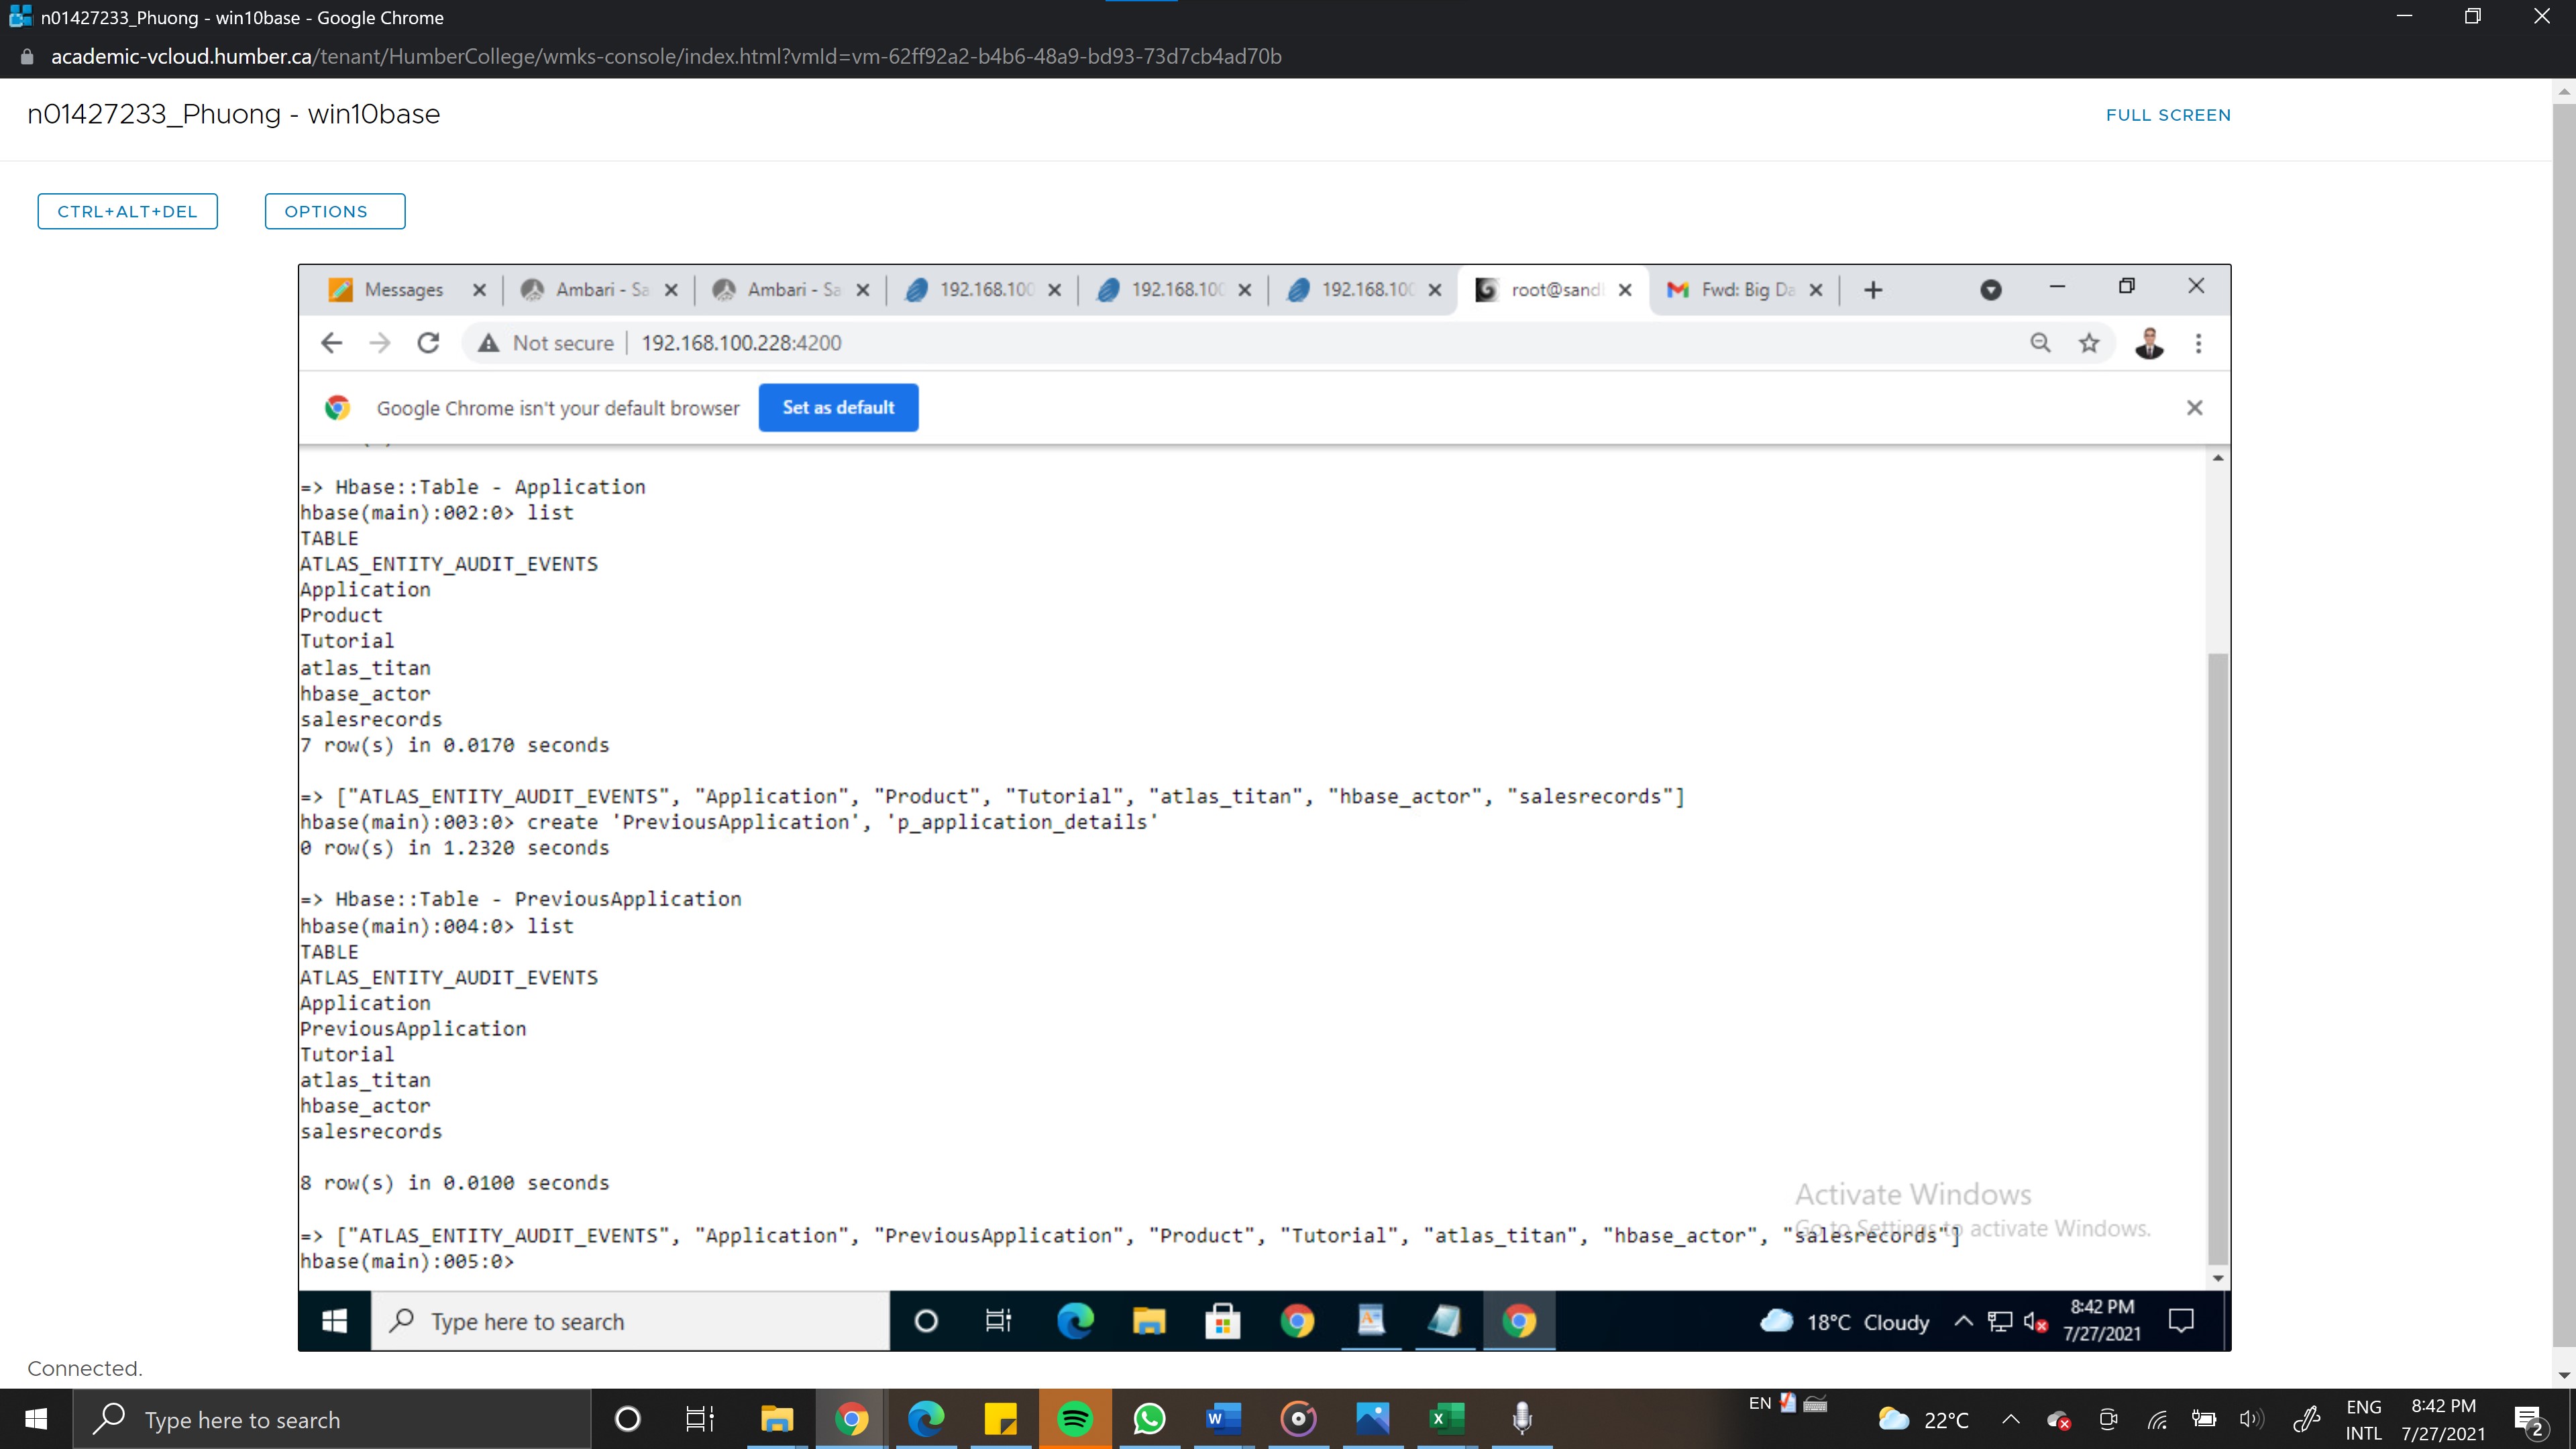 n01427233_Phuong - win10base - Google Chrome
academic-vcloud.humber.ca/tenant/HumberCollege/wmks-console/index.html?vmId=vm-62ff92a2-b4b6-48a9-bd93-73d7cb4ad70b
n01427233_Phuong - win10base
FULL SCREEN
CTRL+ALT+DEL
OPTIONS
Messages
Ambari - Sa
Ambari - Sa
192.168.100
192.168.100
192.168.100
root@sand
Fwd: Big Da
Not secure
192.168.100.228:4200
Google Chrome isn't your default browser
Set as default
=> Hbase::Table - Application
hbase(main):002:0> list
TABLE
ATLAS_ENTITY_AUDIT_EVENTS
Application
Product
Tutorial
atlas_titan
hbase_actor
salesrecords
7 row(s) in 0.0170 seconds
=> ["ATLAS_ENTITY_AUDIT_EVENTS", "Application", "Product", "Tutorial", "atlas_titan", "hbase_actor", "salesrecords"]
hbase(main):003:0> create 'PreviousApplication', 'p_application_details'
0 row(s) in 1.2320 seconds
=> Hbase::Table - PreviousApplication
hbase(main):004:0> list
TABLE
ATLAS_ENTITY_AUDIT_EVENTS
Application
PreviousApplication
Tutorial
atlas_titan
hbase_actor
salesrecords
8 row(s) in 0.0100 seconds
=> ["ATLAS_ENTITY_AUDIT_EVENTS", "Application", "PreviousApplication", "Product", "Tutorial", "atlas_titan", "hbase_actor", "salesrecords"]
hbase(main):005:0>
Activate Windows
Go to Settings to activate Windows.
Type here to search
18°C Cloudy
8:42 PM
7/27/2021
Connected.
Type here to search
EN
22°C
ENG
INTL
8:42 PM
7/27/2021
2